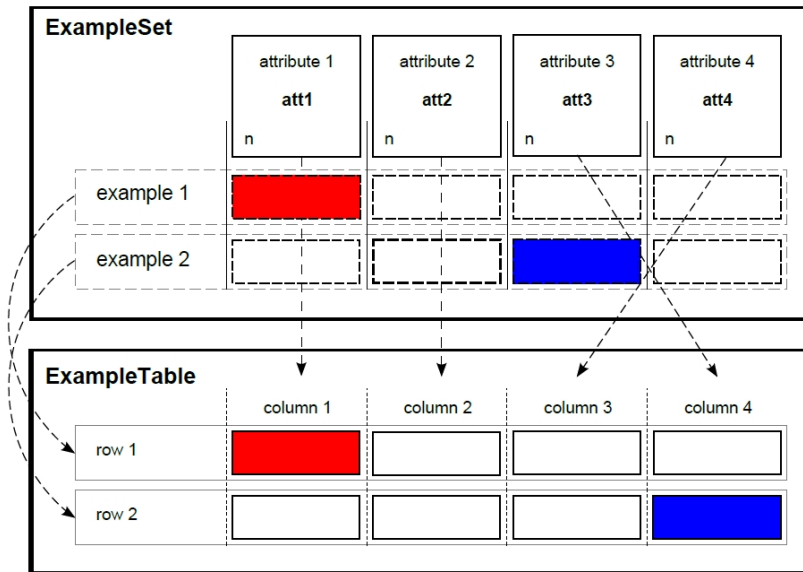 ExampleSet
attribute 1 attribute 2 attribute 3 attribute 4
att1 att2 att3 att4
n n n n
example 1
example 2
ExampleTable
column 1 column 2 column 3 column 4
row 1
row 2